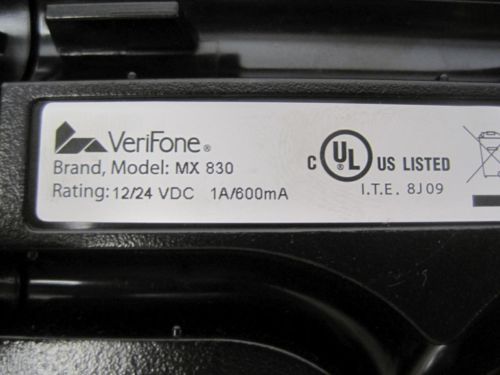 VeriFone®
Brand, Model: MX 830
Rating: 12/24 VDC 1A/600mA
C UL® US LISTED
I.T.E. 8J09